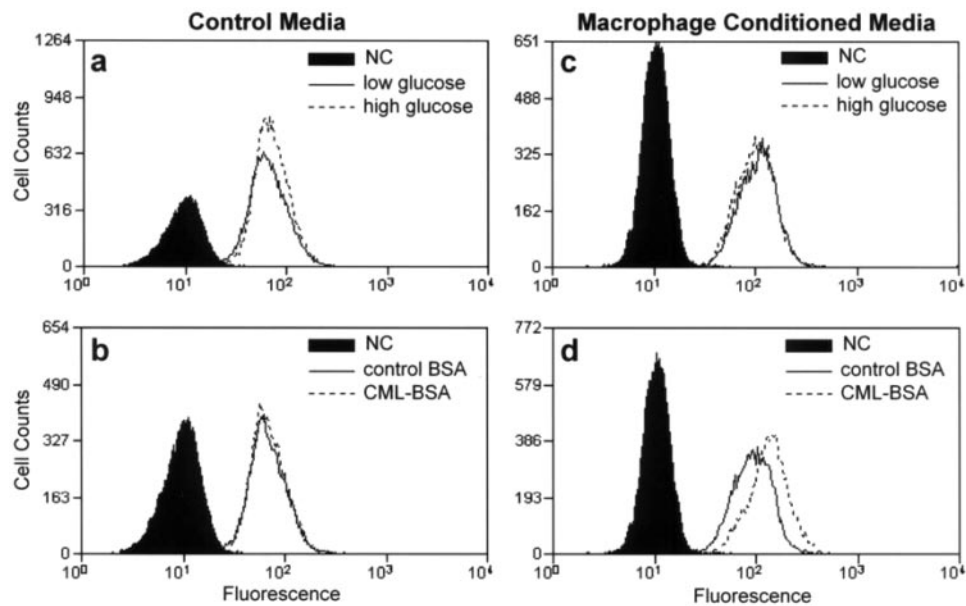 Control Media
Macrophage Conditioned Media
a
Cell Counts
1264
948
632
316
0
NC
low glucose
high glucose
10⁰ 10¹ 10² 10³ 10⁴
c
651
488
325
162
0
NC
low glucose
high glucose
10⁰ 10¹ 10² 10³ 10⁴
b
Cell Counts
654
490
327
163
0
NC
control BSA
CML-BSA
10⁰ 10¹ 10² 10³ 10⁴
Fluorescence
d
772
579
386
193
0
NC
control BSA
CML-BSA
10⁰ 10¹ 10² 10³ 10⁴
Fluorescence